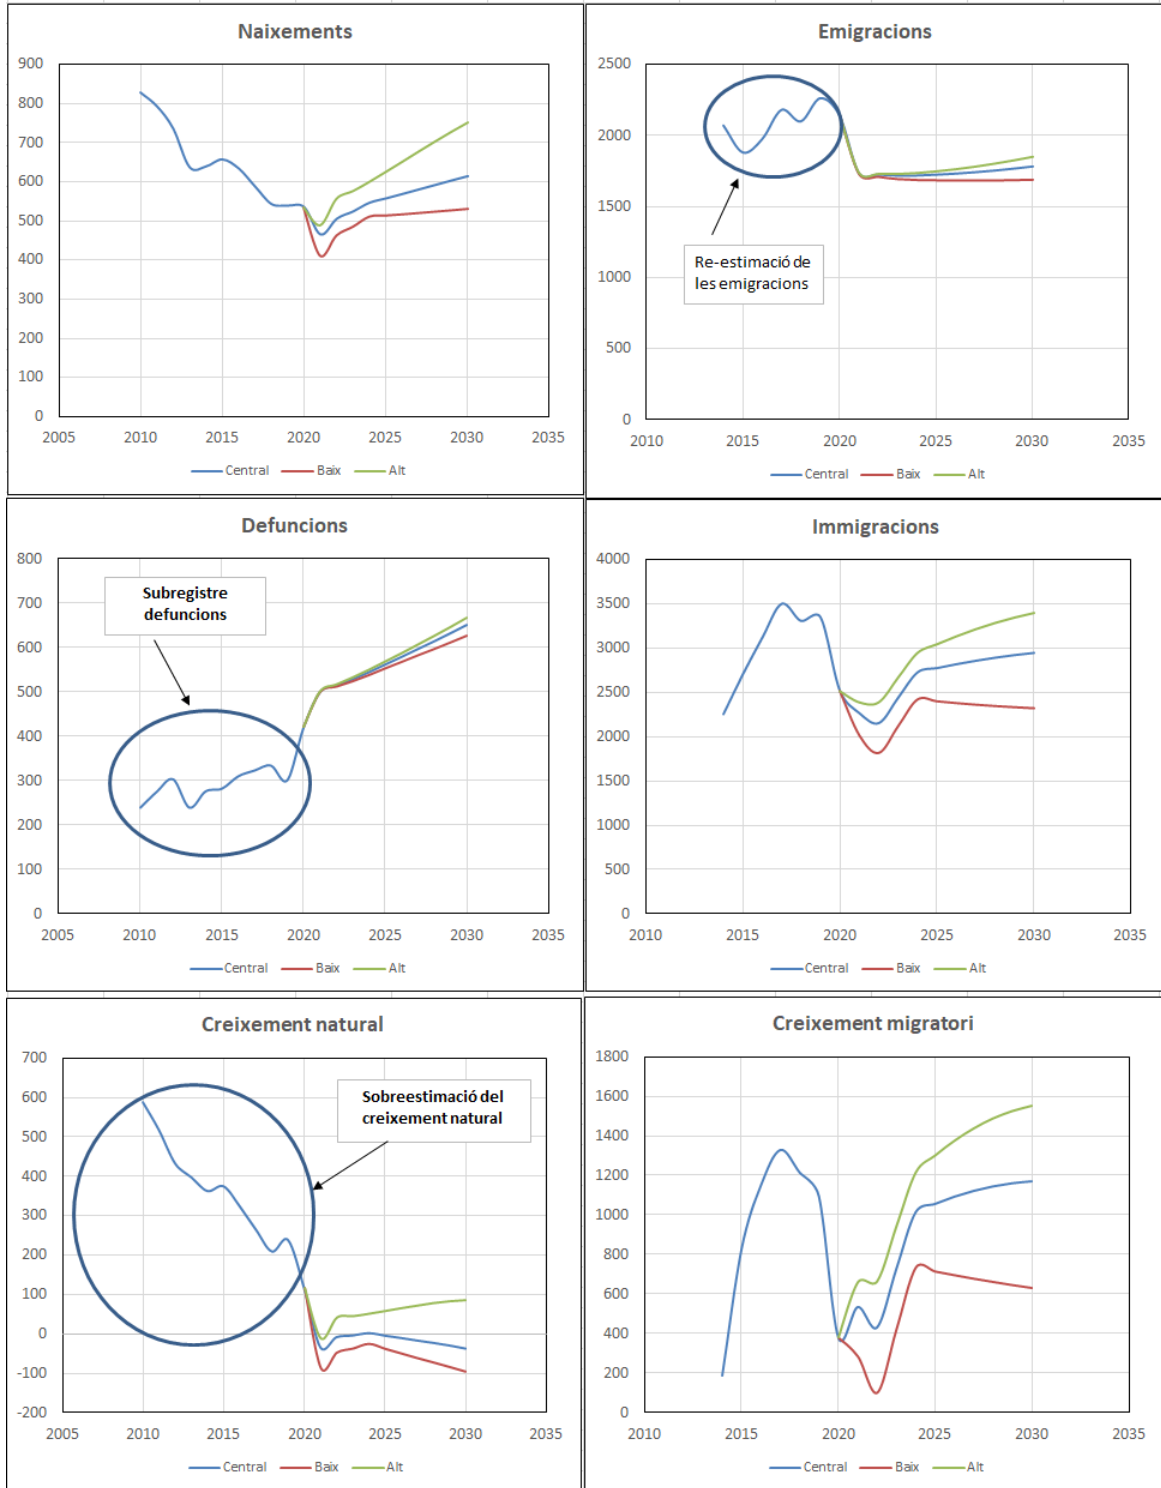 Naixements
900
800
700
600
500
400
300
200
100
0
2005 2010 2015 2020 2025 2030 2035
Central Baix Alt
Emigracions
2500
2000
1500
1000
500
0
2010 2015 2020 2025 2030 2035
Re-estimació de
les emigracions
Central Baix Alt
Defuncions
800
700
600
500
400
300
200
100
0
2005 2010 2015 2020 2025 2030 2035
Subregistre
defuncions
Central Baix Alt
Immigracions
4000
3500
3000
2500
2000
1500
1000
500
0
2010 2015 2020 2025 2030 2035
Central Baix Alt
Creixement natural
700
600
500
400
300
200
100
0
-100
-200
2005 2010 2015 2020 2025 2030 2035
Sobreestimació del
creixement natural
Central Baix Alt
Creixement migratori
1800
1600
1400
1200
1000
800
600
400
200
0
2010 2015 2020 2025 2030 2035
Central Baix Alt